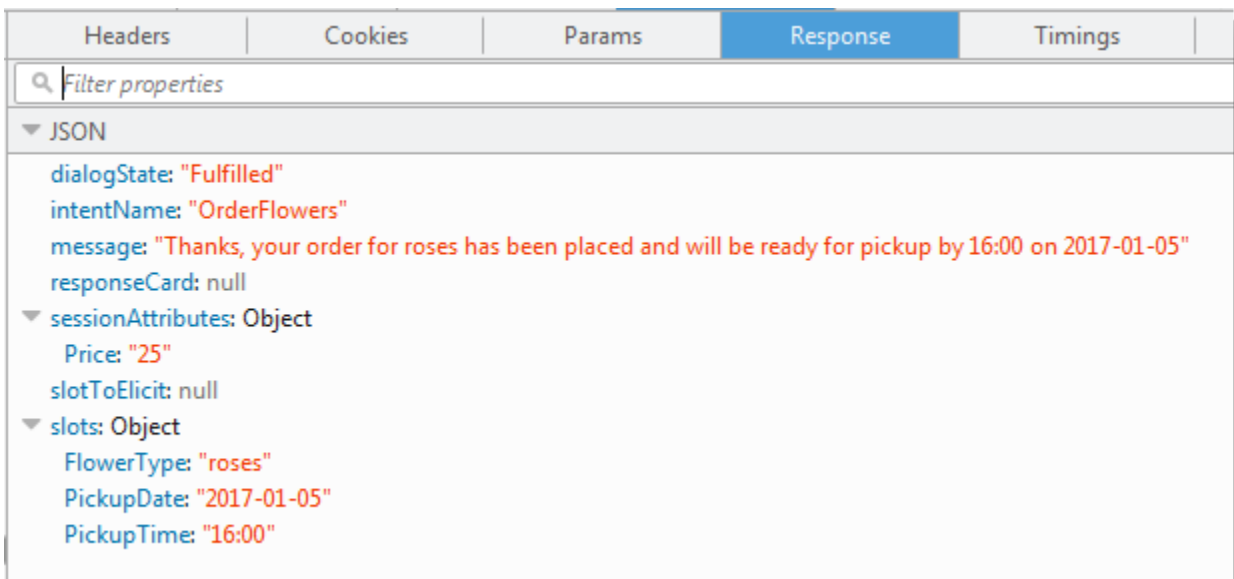 Headers Cookies Params Response Timings
Filter properties
JSON
dialogState: "Fulfilled"
intentName: "OrderFlowers"
message: "Thanks, your order for roses has been placed and will be ready for pickup by 16:00 on 2017-01-05"
responseCard: null
sessionAttributes: Object
Price: "25"
slotToElicit: null
slots: Object
FlowerType: "roses"
PickupDate: "2017-01-05"
PickupTime: "16:00"